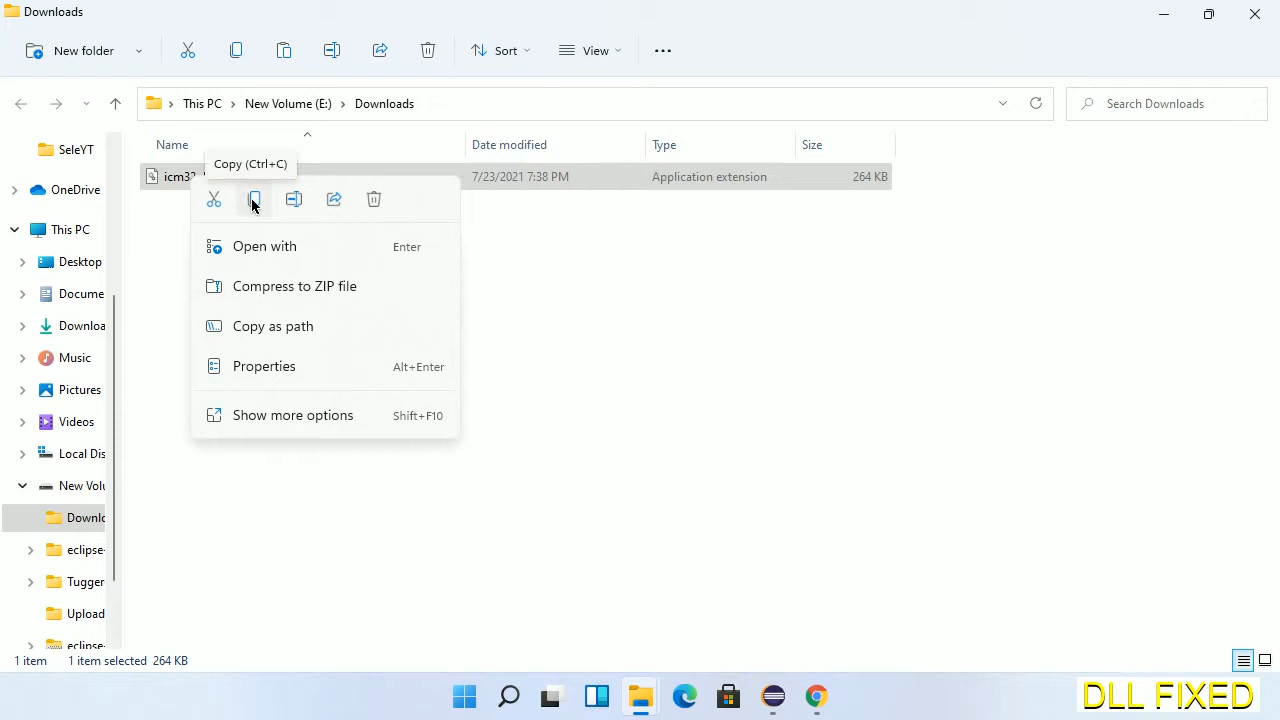 Downloads
New folder
Sort
View
This PC
New Volume (E:)
Downloads
Search Downloads
Name
Date modified
Type
Size
Copy (Ctrl+C)
icm32
7/23/2021 7:38 PM
Application extension
264 KB
Open with
Enter
Compress to ZIP file
Copy as path
Properties
Alt+Enter
Show more options
Shift+F10
SeleYT
OneDrive
This PC
Desktop
Docume
Downloa
Music
Pictures
Videos
Local Dis
New Volu
Downlo
eclipse-
Tugger
Upload
eclipse-
1 item
1 item selected
264 KB
DLL FIXED